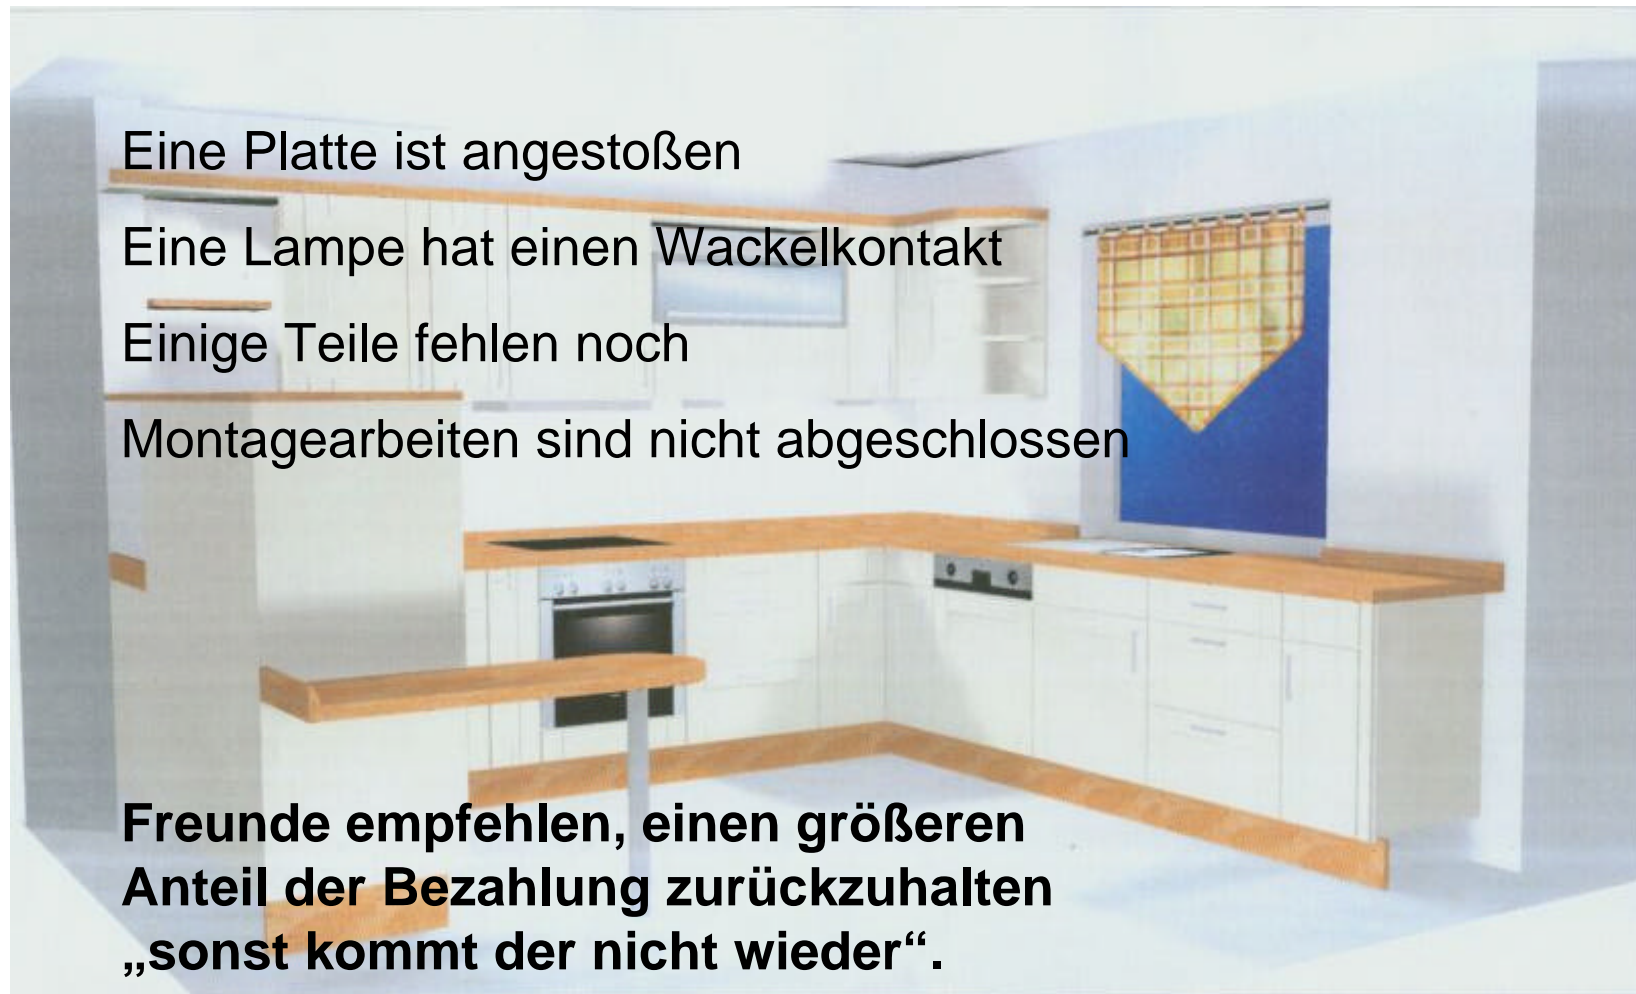 Eine Platte ist angestoßen
Eine Lampe hat einen Wackelkontakt
Einige Teile fehlen noch
Montagearbeiten sind nicht abgeschlossen
Freunde empfehlen, einen größeren
Anteil der Bezahlung zurückzuhalten
„sonst kommt der nicht wieder“.